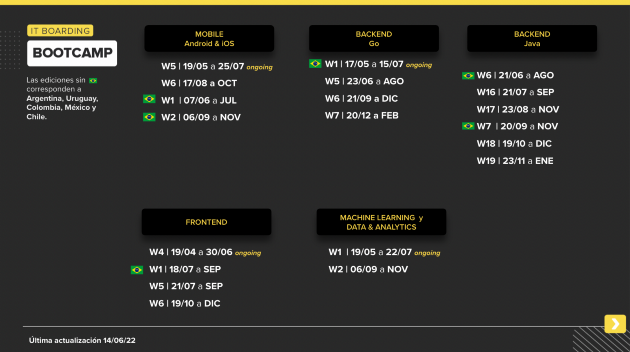 IT BOARDING
BOOTCAMP
Las ediciones sin
corresponden a
Argentina, Uruguay,
Colombia, México y
Chile.
MOBILE
Android & iOS
W5 | 19/05 a 25/07 ongoing
W6 | 17/08 a OCT
W1 | 07/06 a JUL
W2 | 06/09 a NOV
BACKEND
Go
W1 | 17/05 a 15/07 ongoing
W5 | 23/06 a AGO
W6 | 21/09 a DIC
W7 | 20/12 a FEB
BACKEND
Java
W6 | 21/06 a AGO
W16 | 21/07 a SEP
W17 | 23/08 a NOV
W7 | 20/09 a NOV
W18 | 19/10 a DIC
W19 | 23/11 a ENE
FRONTEND
W4 | 19/04 a 30/06 ongoing
W1 | 18/07 a SEP
W5 | 21/07 a SEP
W6 | 19/10 a DIC
MACHINE LEARNING y
DATA & ANALYTICS
W1 | 19/05 a 22/07 ongoing
W2 | 06/09 a NOV
Última actualización 14/06/22